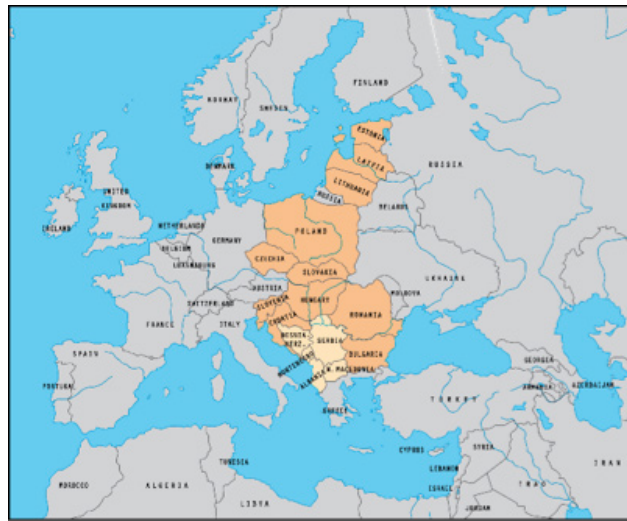 FINLAND
NORWAY
SWEDEN
ESTONIA
LATVIA
RUSSIA
DENMARK
LITHUANIA
UNITED
KINGDOM
RUSSIA
IRELAND
BELARUS
NETHERLANDS
POLAND
GERMANY
BELGIUM
LUXEMBURG
CZECHIA
UKRAINE
SLOVAKIA
AUSTRIA
MOLDOVA
SWITZERLAND
HUNGARY
SLOVENIA
FRANCE
ITALY
CROATIA
ROMANIA
BOSNIA
HERZ.
SERBIA
SPAIN
BULGARIA
MONTENEGRO
GEORGIA
ALBANIA
N. MACEDONIA
PORTUGAL
ARMENIA
AZERBAIJAN
TURKEY
GREECE
SYRIA
CYPRUS
TUNISIA
IRAN
LEBANON
MOROCCO
ALGERIA
ISRAEL
IRAQ
LIBYA
JORDAN